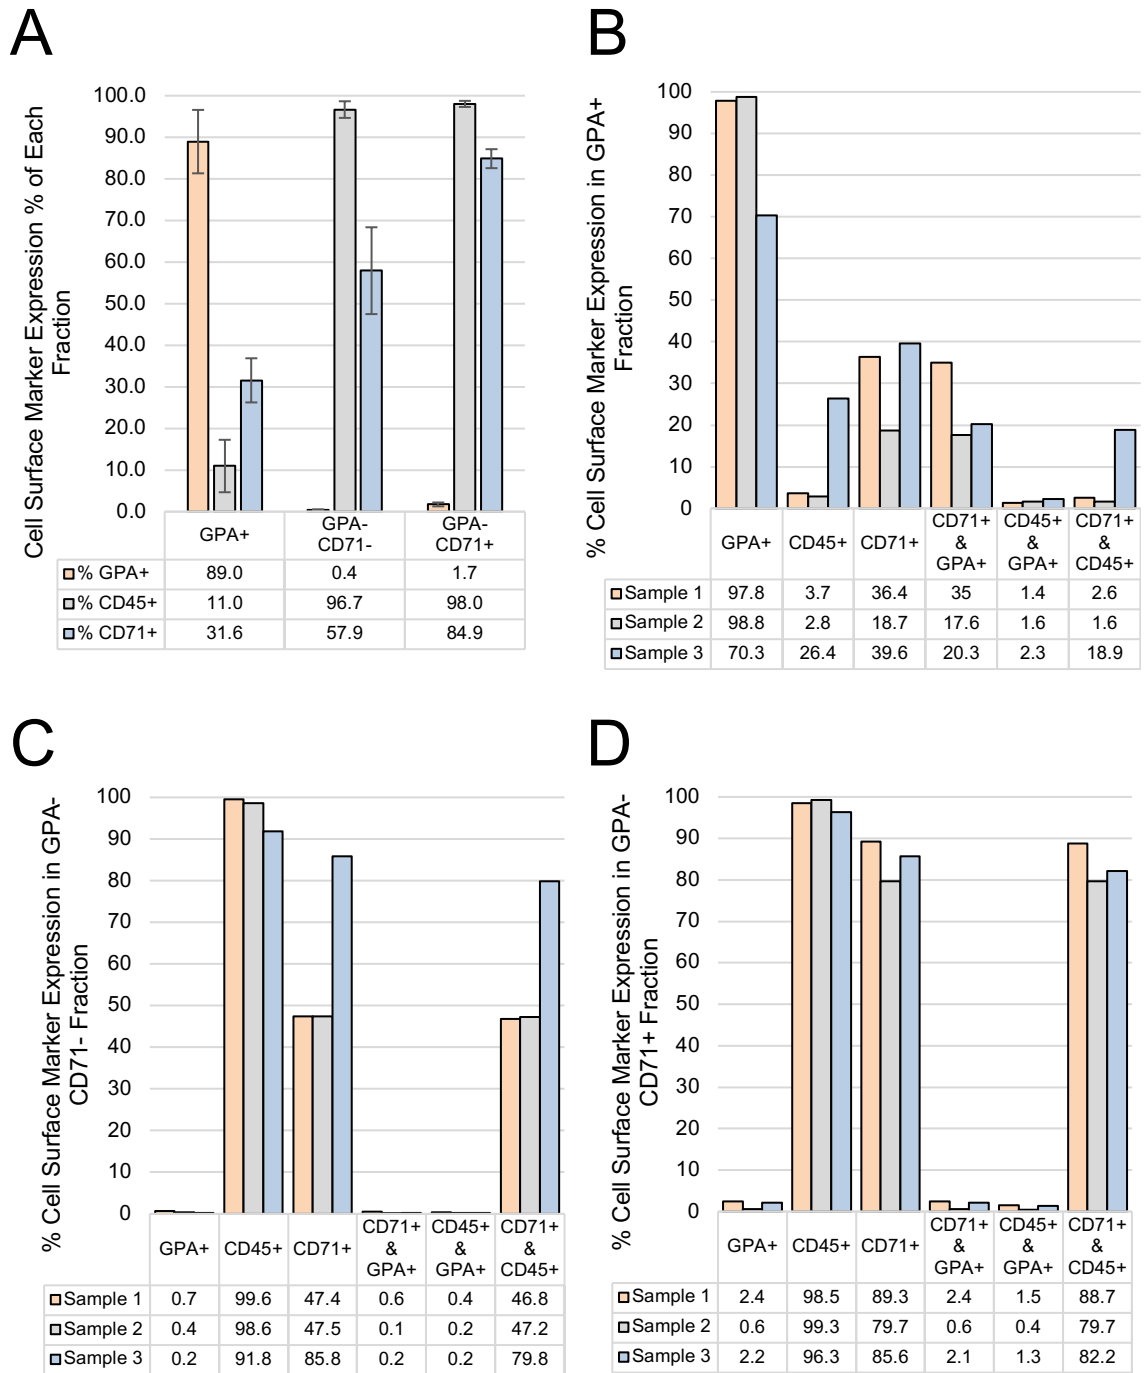 A
Cell Surface Marker Expression % of Each
Fraction
100.0
90.0
80.0
70.0
60.0
50.0
40.0
30.0
20.0
10.0
0.0
GPA+
GPA-
CD71-
GPA-
CD71+
% GPA+ 89.0 0.4 1.7
% CD45+ 11.0 96.7 98.0
% CD71+ 31.6 57.9 84.9
B
% Cell Surface Marker Expression in GPA+
Fraction
100
90
80
70
60
50
40
30
20
10
0
GPA+
CD45+
CD71+
CD71+
&
GPA+
CD45+
&
GPA+
CD71+
&
CD45+
Sample 1 97.8 3.7 36.4 35 1.4 2.6
Sample 2 98.8 2.8 18.7 17.6 1.6 1.6
Sample 3 70.3 26.4 39.6 20.3 2.3 18.9
C
% Cell Surface Marker Expression in GPA-
CD71- Fraction
100
90
80
70
60
50
40
30
20
10
0
GPA+
CD45+
CD71+
CD71+
&
GPA+
CD45+
&
GPA+
CD71+
&
CD45+
Sample 1 0.7 99.6 47.4 0.6 0.4 46.8
Sample 2 0.4 98.6 47.5 0.1 0.2 47.2
Sample 3 0.2 91.8 85.8 0.2 0.2 79.8
D
% Cell Surface Marker Expression in GPA-
CD71+ Fraction
100
90
80
70
60
50
40
30
20
10
0
GPA+
CD45+
CD71+
CD71+
&
GPA+
CD45+
&
GPA+
CD71+
&
CD45+
Sample 1 2.4 98.5 89.3 2.4 1.5 88.7
Sample 2 0.6 99.3 79.7 0.6 0.4 79.7
Sample 3 2.2 96.3 85.6 2.1 1.3 82.2